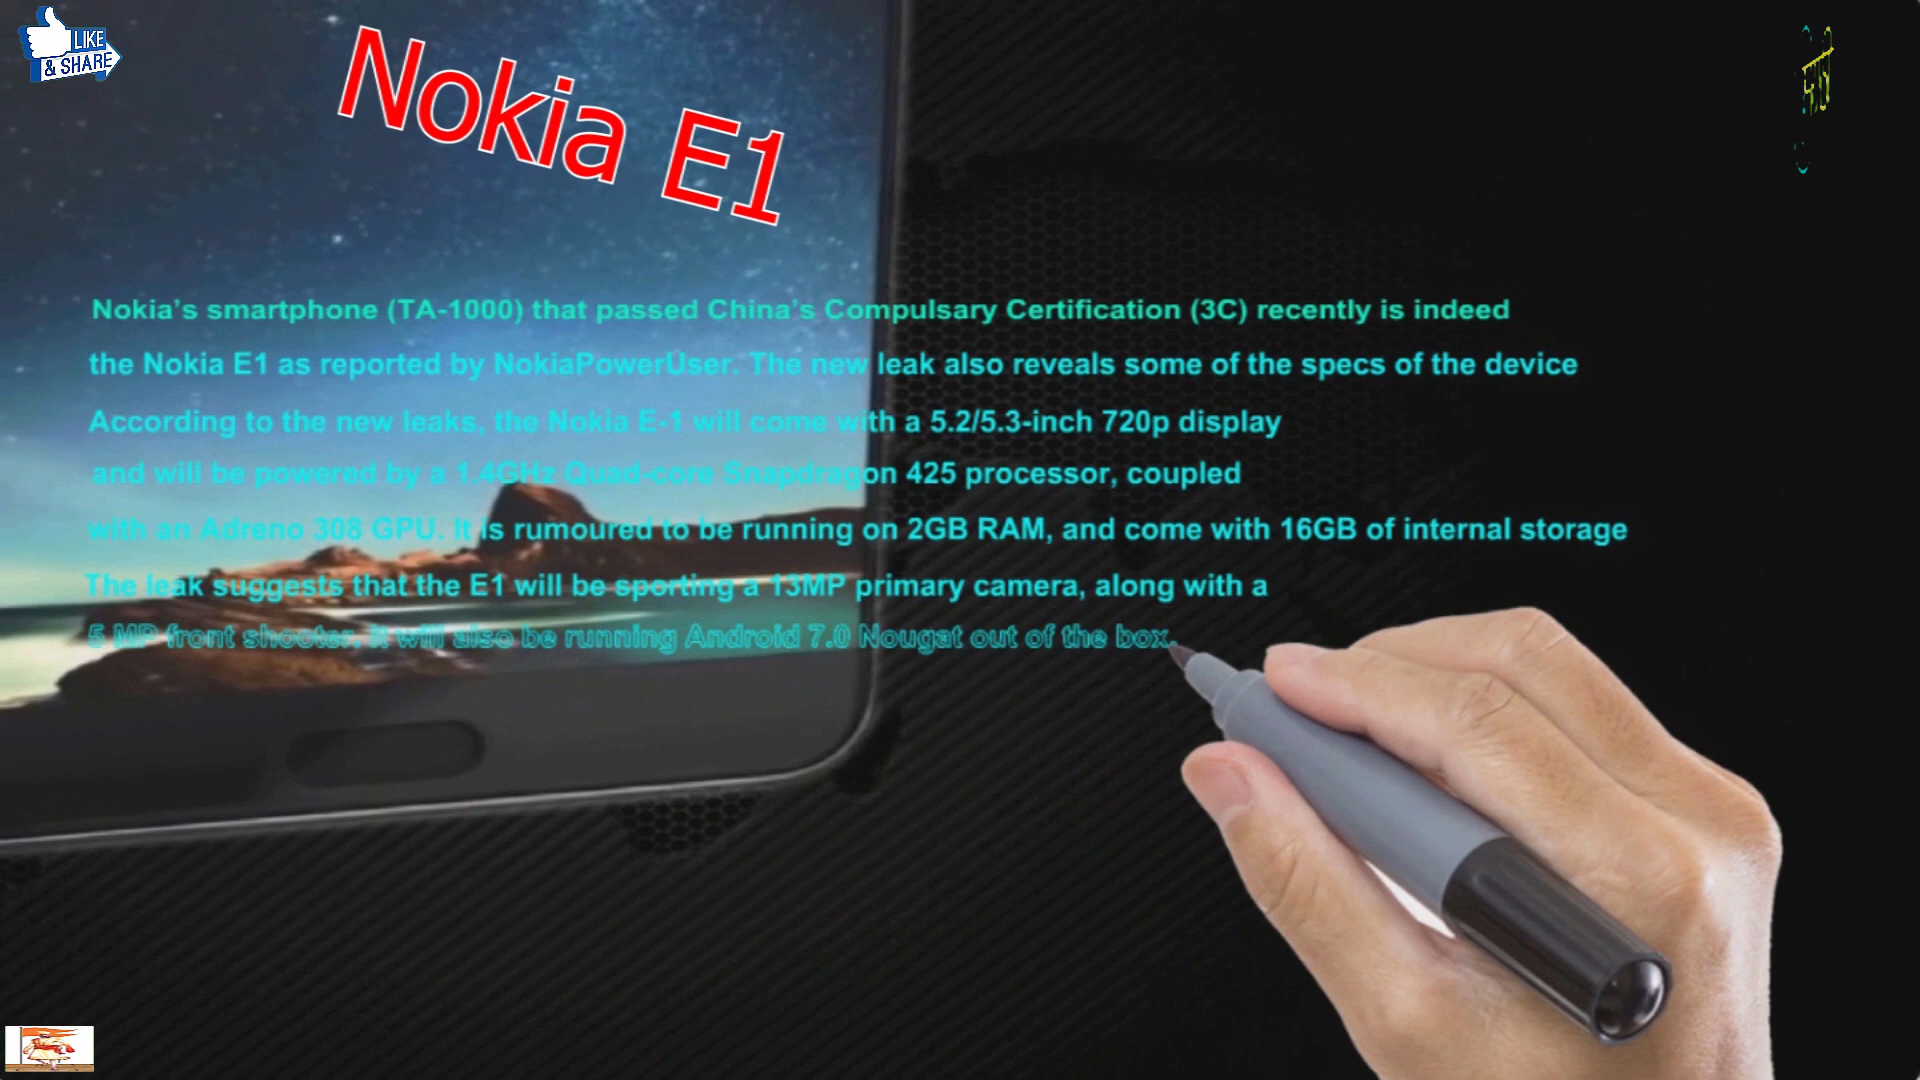 LIKE
& SHARE
Nokia E1
Nokia’s smartphone (TA-1000) that passed China’s Compulsary Certification (3C) recently is indeed
the Nokia E1 as reported by NokiaPowerUser. The new leak also reveals some of the specs of the device
According to the new leaks, the Nokia E-1 will come with a 5.2/5.3-inch 720p display
and will be powered by a 1.4GHz Quad-core Snapdragon 425 processor, coupled
with an Adreno 308 GPU. It is rumoured to be running on 2GB RAM, and come with 16GB of internal storage
The leak suggests that the E1 will be sporting a 13MP primary camera, along with a
5 MP front shooter. it will also be running Android 7.0 Nougat out of the box.